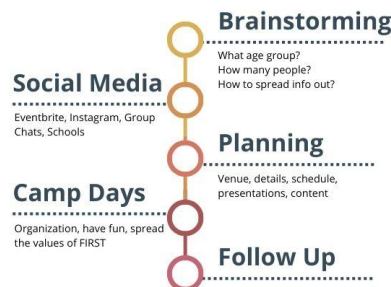 Brainstorming
What age group?
How many people?
How to spread info out?
Social Media
Eventbrite, Instagram, Group
Chats, Schools
Planning
Venue, details, schedule,
presentations, content
Camp Days
Organization, have fun, spread
the values of FIRST
Follow Up